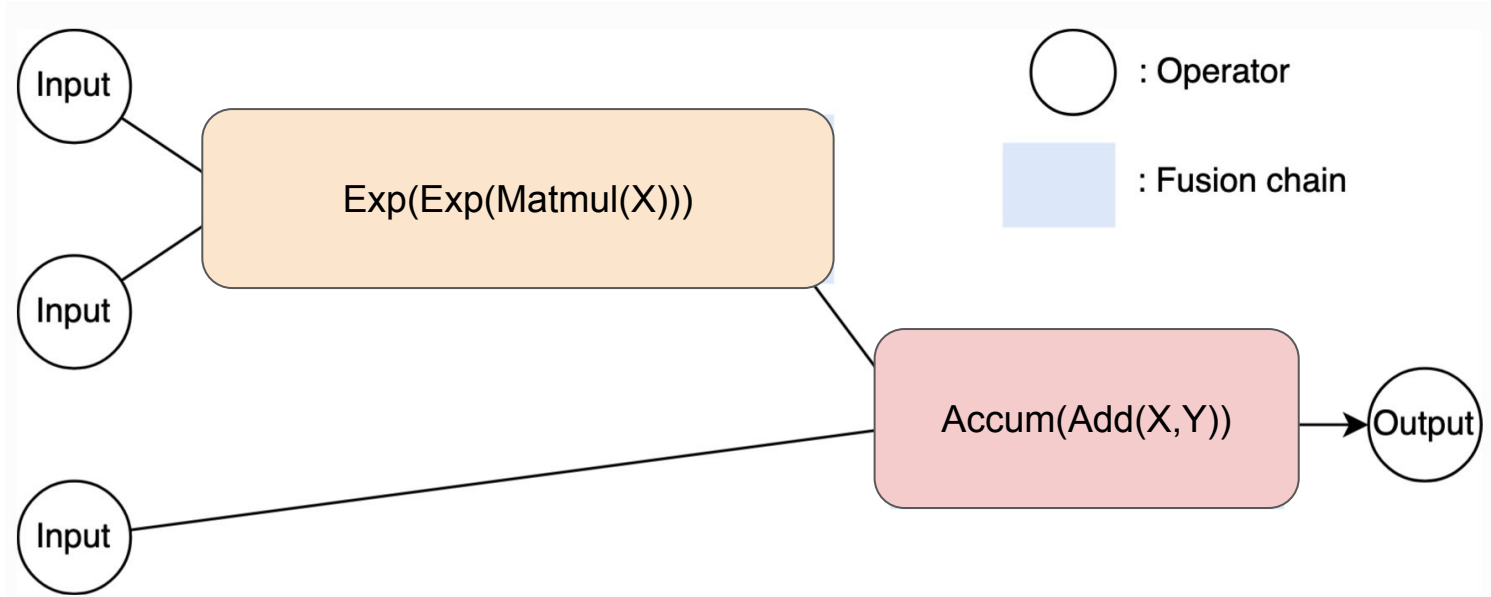 Input
: Operator
Exp(Exp(Matmul(X)))
: Fusion chain
Input
Accum(Add(X,Y))
Output
Input